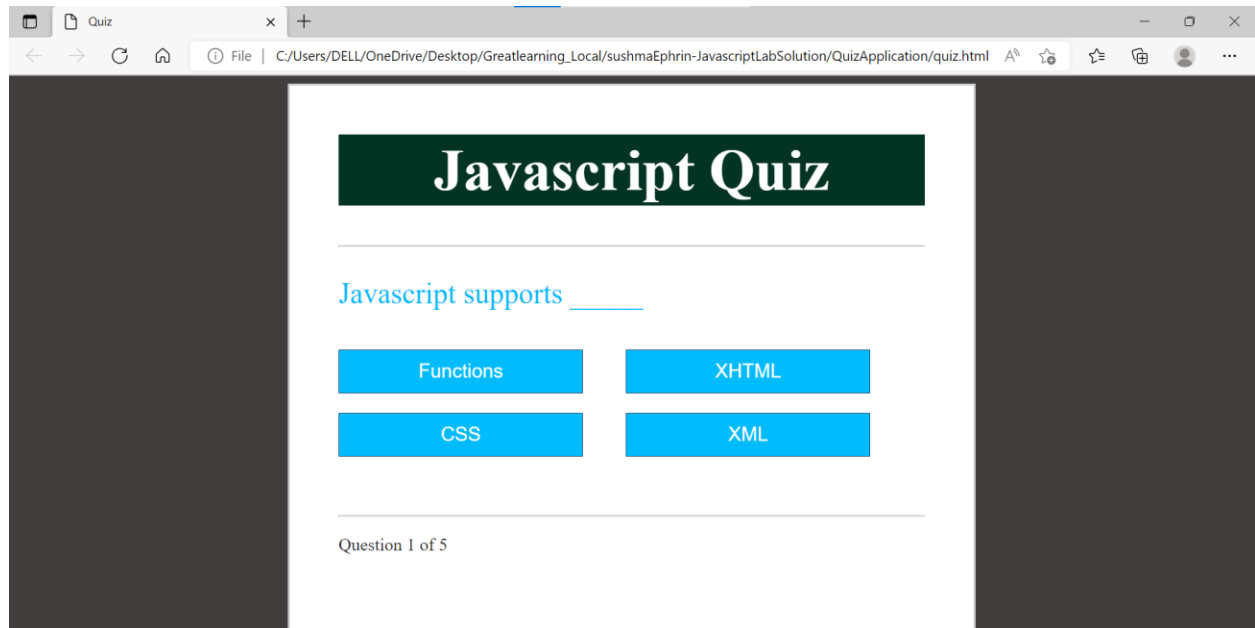 Quiz
File | C:/Users/DELL/OneDrive/Desktop/Greatlearning_Local/sushmaEphrin-JavascriptLabSolution/QuizApplication/quiz.html
Javascript Quiz
Javascript supports _____
Functions XHTML
CSS XML
Question 1 of 5